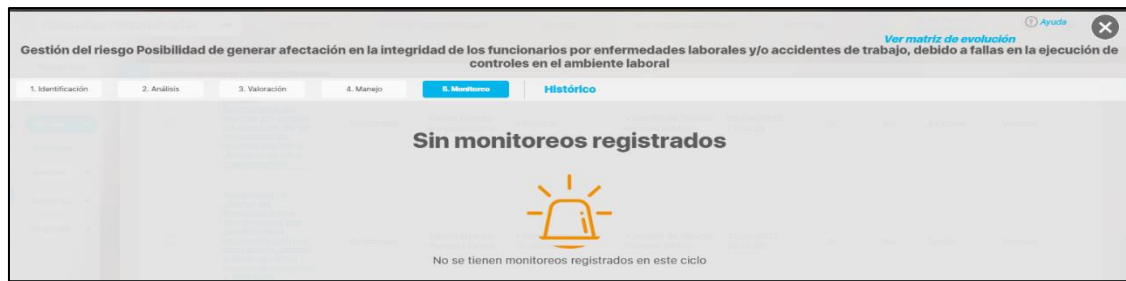 Ayuda
Ver matriz de evolución
Gestión del riesgo Posibilidad de generar afectación en la integridad de los funcionarios por enfermedades laborales y/o accidentes de trabajo, debido a fallas en la ejecución de
controles en el ambiente laboral
1. Identificación 2. Análisis 3. Valoración 4. Manejo 5. Monitoreo Histórico
Sin monitoreos registrados
No se tienen monitoreos registrados en este ciclo